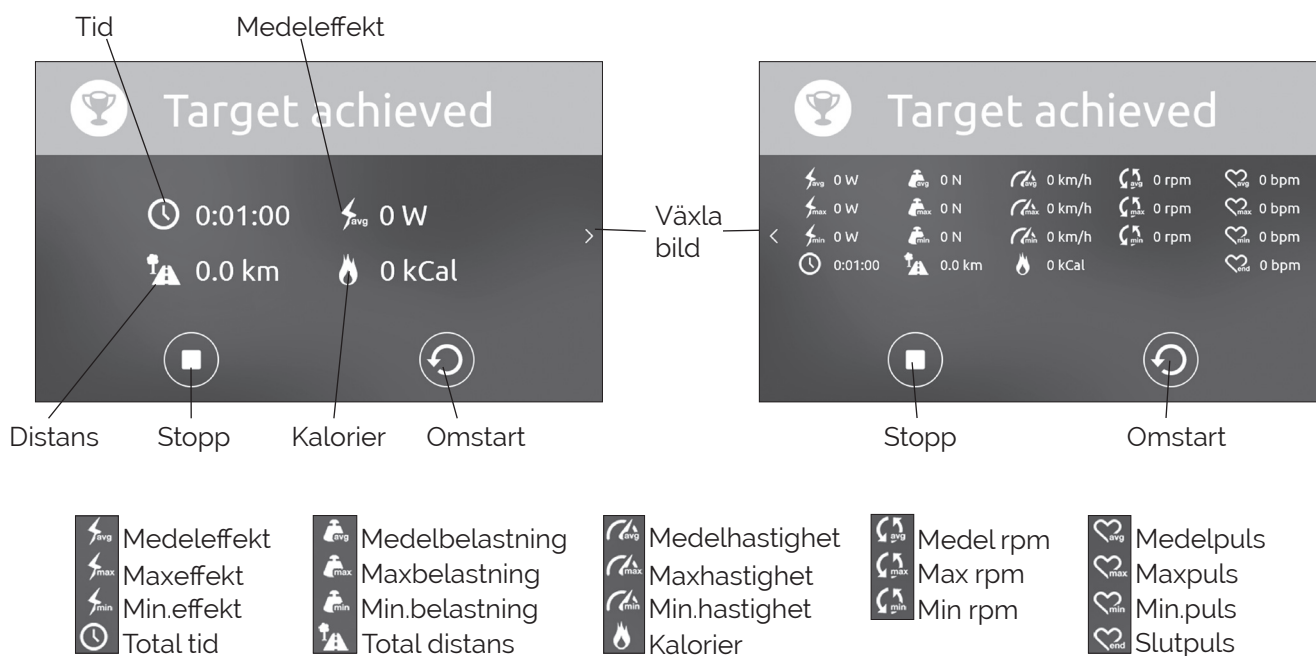 Tid Medeleffekt
Target achieved
0:01:00 avg 0 W
0.0 km 0 kCal
>
Växla
bild
Distans Stopp Kalorier Omstart
Target achieved
avg 0 W avg 0 N avg 0 km/h avg 0 rpm avg 0 bpm
max 0 W max 0 N max 0 km/h max 0 rpm max 0 bpm
< min 0 W min 0 N min 0 km/h min 0 rpm min 0 bpm
0:01:00 0.0 km 0 kCal end 0 bpm
Stopp Omstart
avg Medeleffekt
max Maxeffekt
min Min.effekt
Total tid
avg Medelbelastning
max Maxbelastning
min Min.belastning
Total distans
avg Medelhastighet
max Maxhastighet
min Min.hastighet
Kalorier
avg Medel rpm
max Max rpm
min Min rpm
avg Medelpuls
max Maxpuls
min Min.puls
end Slutpuls